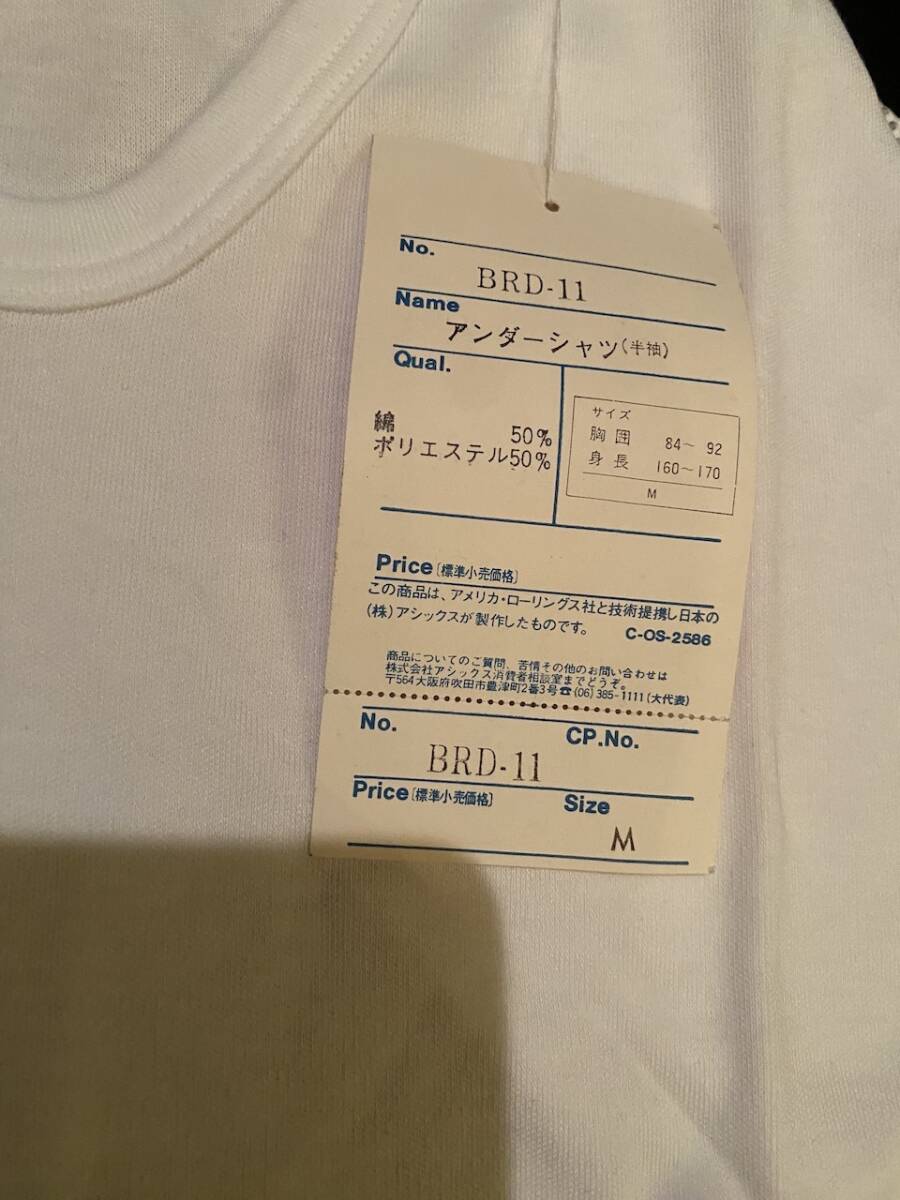 No.
BRD-11
Name
アンダーシャツ(半袖)
Qual.
綿 50%
ポリエステル50%
サイズ
胸囲 84～92
身長 160～170
M
Price〔標準小売価格〕
この商品は、アメリカ・ローリングス社と技術提携し日本の
(株)アシックスが製作したものです。 C-OS-2586
商品についてのご質問、苦情その他のお問い合わせは
株式会社アシックス消費者相談室までどうぞ。
〒564大阪府吹田市豊津町2番3号☎(06)385-1111(大代表)
No. CP.No.
BRD-11
Price〔標準小売価格〕 Size
M